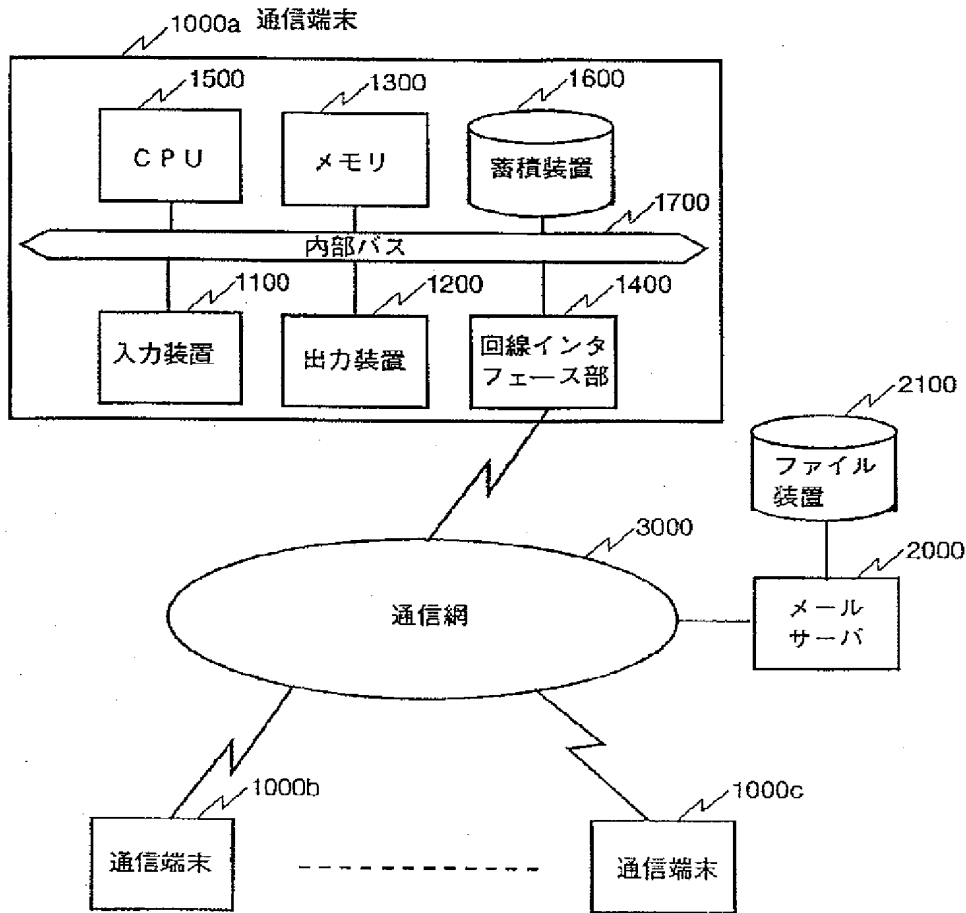 1000a 通信端末
1500
1300
1600
CPU
メモリ
蓄積装置
1700
内部バス
1100
1200
1400
入力装置
出力装置
回線インタ
フェース部
2100
ファイル
装置
3000
2000
通信網
メール
サーバ
1000b
1000c
通信端末
通信端末